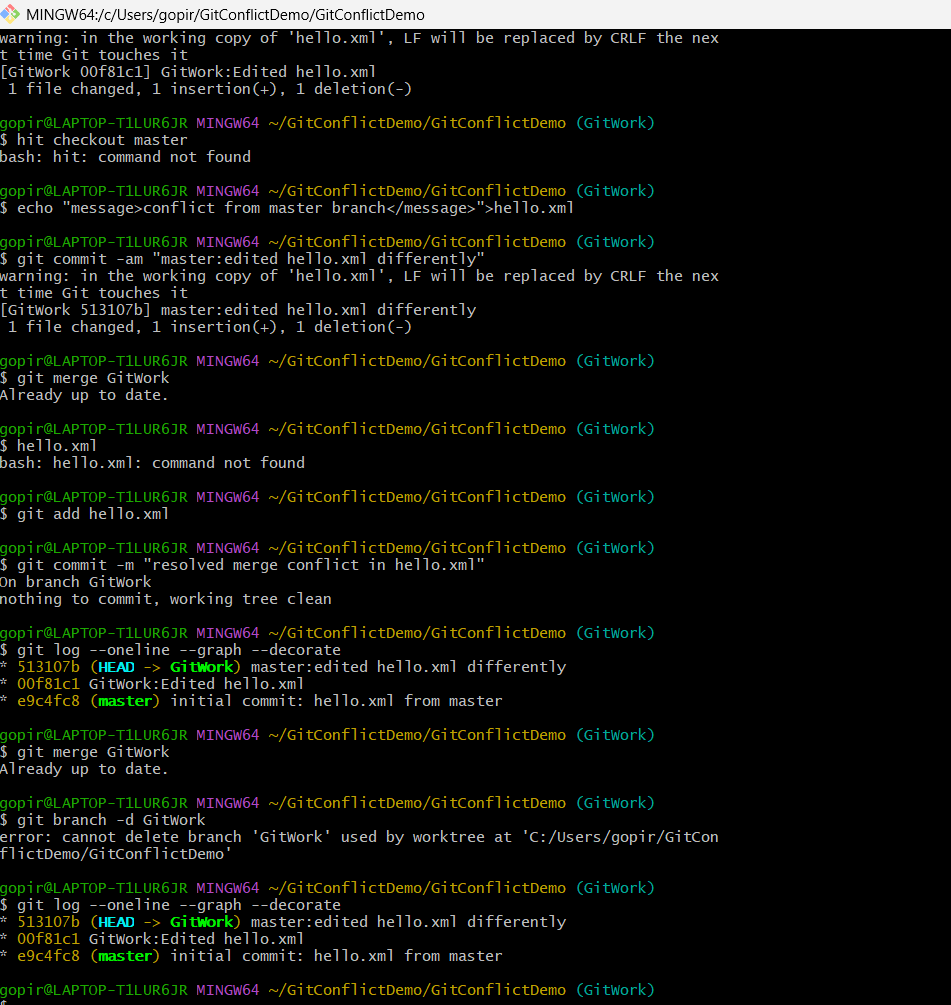 MINGW64:/c/Users/gopir/GitConflictDemo/GitConflictDemo
warning: in the working copy of 'hello.xml', LF will be replaced by CRLF the nex
t time Git touches it
[GitWork 00f81c1] GitWork:Edited hello.xml
 1 file changed, 1 insertion(+), 1 deletion(-)
gopir@LAPTOP-T1LUR6JR MINGW64 ~/GitConflictDemo/GitConflictDemo (GitWork)
$ hit checkout master
bash: hit: command not found
gopir@LAPTOP-T1LUR6JR MINGW64 ~/GitConflictDemo/GitConflictDemo (GitWork)
$ echo "message>conflict from master branch</message>">hello.xml
gopir@LAPTOP-T1LUR6JR MINGW64 ~/GitConflictDemo/GitConflictDemo (GitWork)
$ git commit -am "master:edited hello.xml differently"
warning: in the working copy of 'hello.xml', LF will be replaced by CRLF the nex
t time Git touches it
[GitWork 513107b] master:edited hello.xml differently
 1 file changed, 1 insertion(+), 1 deletion(-)
gopir@LAPTOP-T1LUR6JR MINGW64 ~/GitConflictDemo/GitConflictDemo (GitWork)
$ git merge GitWork
Already up to date.
gopir@LAPTOP-T1LUR6JR MINGW64 ~/GitConflictDemo/GitConflictDemo (GitWork)
$ hello.xml
bash: hello.xml: command not found
gopir@LAPTOP-T1LUR6JR MINGW64 ~/GitConflictDemo/GitConflictDemo (GitWork)
$ git add hello.xml
gopir@LAPTOP-T1LUR6JR MINGW64 ~/GitConflictDemo/GitConflictDemo (GitWork)
$ git commit -m "resolved merge conflict in hello.xml"
On branch GitWork
nothing to commit, working tree clean
gopir@LAPTOP-T1LUR6JR MINGW64 ~/GitConflictDemo/GitConflictDemo (GitWork)
$ git log --oneline --graph --decorate
* 513107b (HEAD -> GitWork) master:edited hello.xml differently
* 00f81c1 GitWork:Edited hello.xml
* e9c4fc8 (master) initial commit: hello.xml from master
gopir@LAPTOP-T1LUR6JR MINGW64 ~/GitConflictDemo/GitConflictDemo (GitWork)
$ git merge GitWork
Already up to date.
gopir@LAPTOP-T1LUR6JR MINGW64 ~/GitConflictDemo/GitConflictDemo (GitWork)
$ git branch -d GitWork
error: cannot delete branch 'GitWork' used by worktree at 'C:/Users/gopir/GitCon
flictDemo/GitConflictDemo'
gopir@LAPTOP-T1LUR6JR MINGW64 ~/GitConflictDemo/GitConflictDemo (GitWork)
$ git log --oneline --graph --decorate
* 513107b (HEAD -> GitWork) master:edited hello.xml differently
* 00f81c1 GitWork:Edited hello.xml
* e9c4fc8 (master) initial commit: hello.xml from master
gopir@LAPTOP-T1LUR6JR MINGW64 ~/GitConflictDemo/GitConflictDemo (GitWork)
$